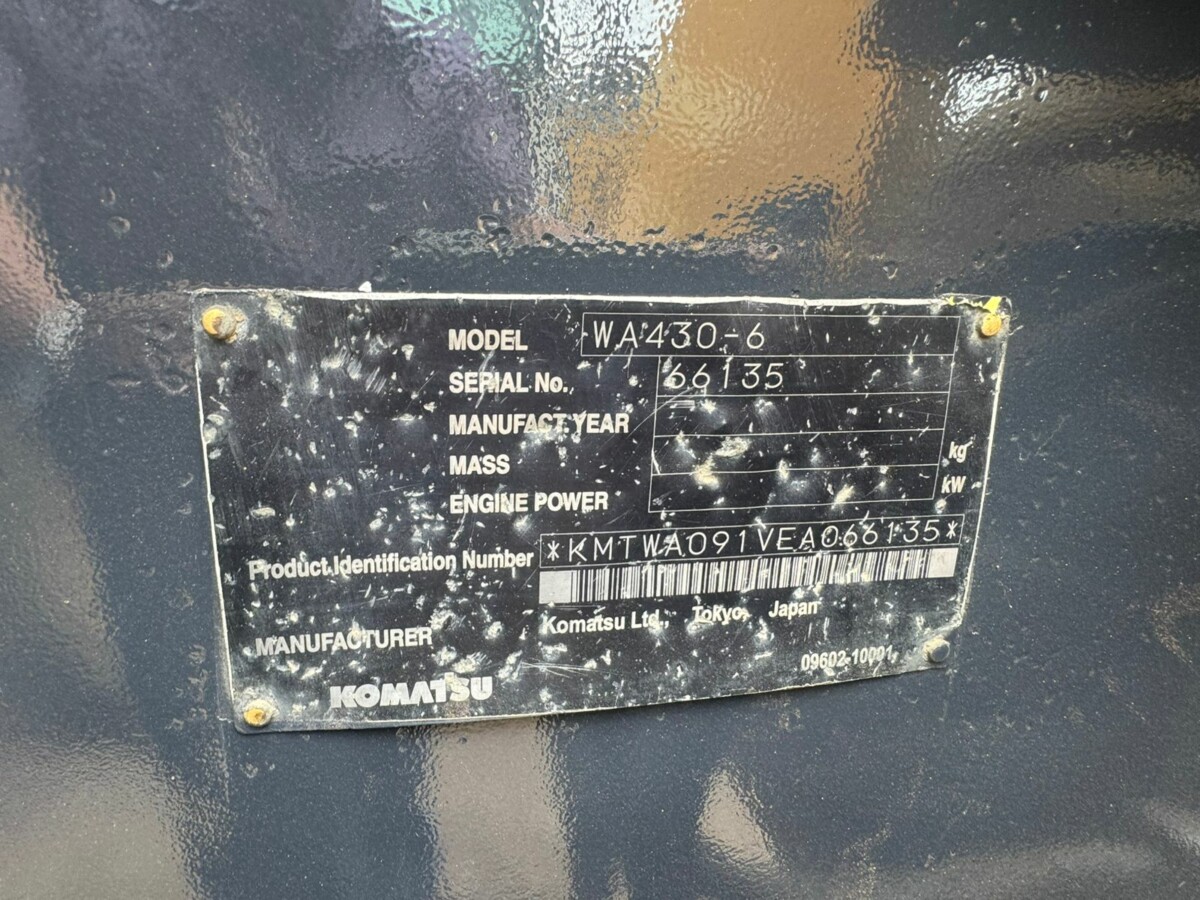 MODEL WA430-6
SERIAL No. 66135
MANUFACT. YEAR
MASS kg
ENGINE POWER kW
Product Identification Number *KMTWA091VEA066135*
MANUFACTURER Komatsu Ltd., Tokyo, Japan
KOMATSU 09602-10001